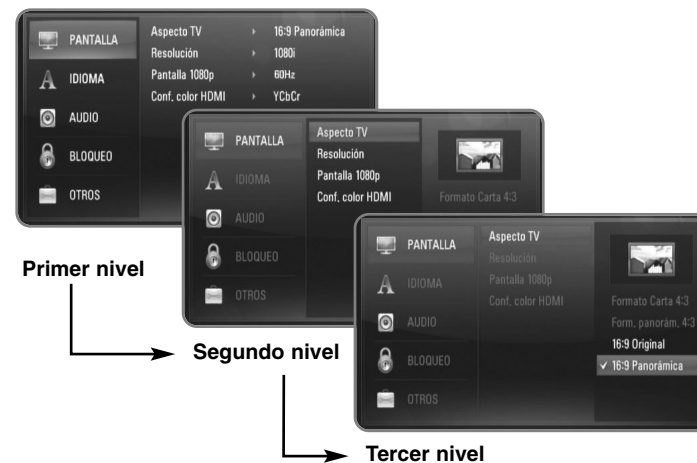 PANTALLA
IDIOMA
AUDIO
BLOQUEO
OTROS
Aspecto TV 16:9 Panorámica
Resolución 1080i
Pantalla 1080p 60Hz
Conf. color HDMI YCbCr
Primer nivel
PANTALLA
IDIOMA
AUDIO
BLOQUEO
OTROS
Aspecto TV
Resolución
Pantalla 1080p
Conf. color HDMI
Formato Carta 4:3
Segundo nivel
PANTALLA
IDIOMA
AUDIO
BLOQUEO
OTROS
Aspecto TV
Resolución
Pantalla 1080p
Conf. color HDMI
Formato Carta 4:3
Form. panorám. 4:3
16:9 Original
✓ 16:9 Panorámica
Tercer nivel